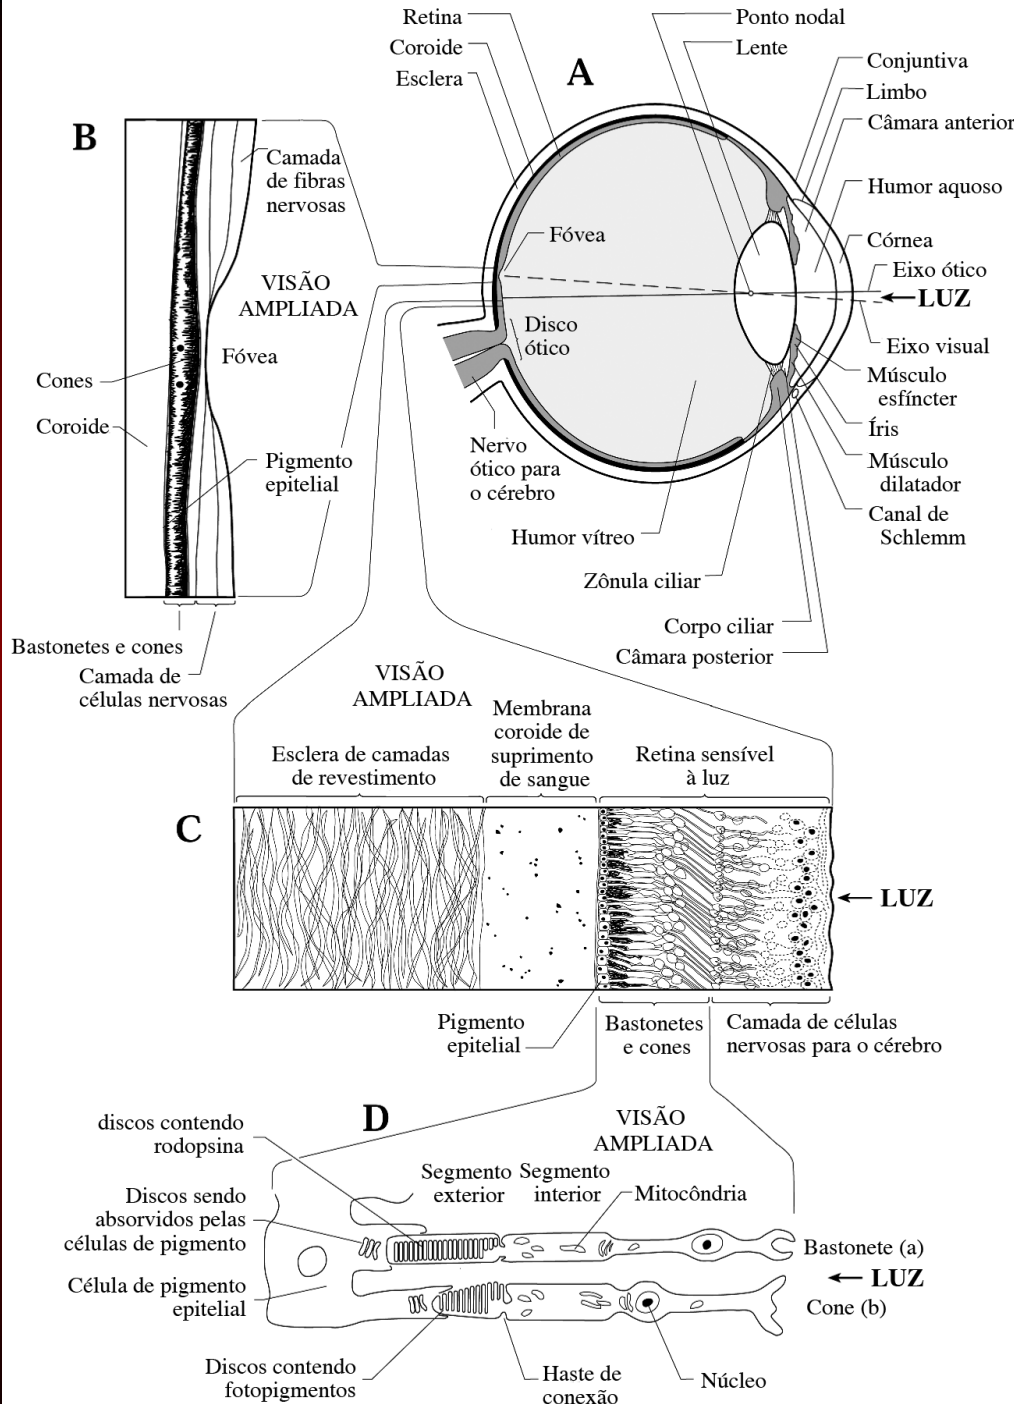 Retina
Coroide
Esclera
A
Ponto nodal
Lente
Conjuntiva
Limbo
Câmara anterior
Humor aquoso
Córnea
Eixo ótico
LUZ
Eixo visual
Músculo
esfíncter
Íris
Músculo
dilatador
Canal de
Schlemm
Fóvea
Disco
ótico
Nervo
ótico para
o cérebro
Humor vítreo
Zônula ciliar
Corpo ciliar
Câmara posterior
B
Camada
de fibras
nervosas
VISÃO
AMPLIADA
Fóvea
Cones
Coroide
Pigmento
epitelial
Bastonetes e cones
Camada de
células nervosas
VISÃO
AMPLIADA
C
Esclera de camadas
de revestimento
Membrana
coroide de
suprimento
de sangue
Retina sensível
à luz
LUZ
Pigmento
epitelial
Bastonetes
e cones
Camada de células
nervosas para o cérebro
D
VISÃO
AMPLIADA
discos contendo
rodopsina
Segmento
exterior
Segmento
interior
Mitocôndria
Discos sendo
absorvidos pelas
células de pigmento
Célula de pigmento
epitelial
Bastonete (a)
LUZ
Cone (b)
Discos contendo
fotopigmentos
Haste de
conexão
Núcleo